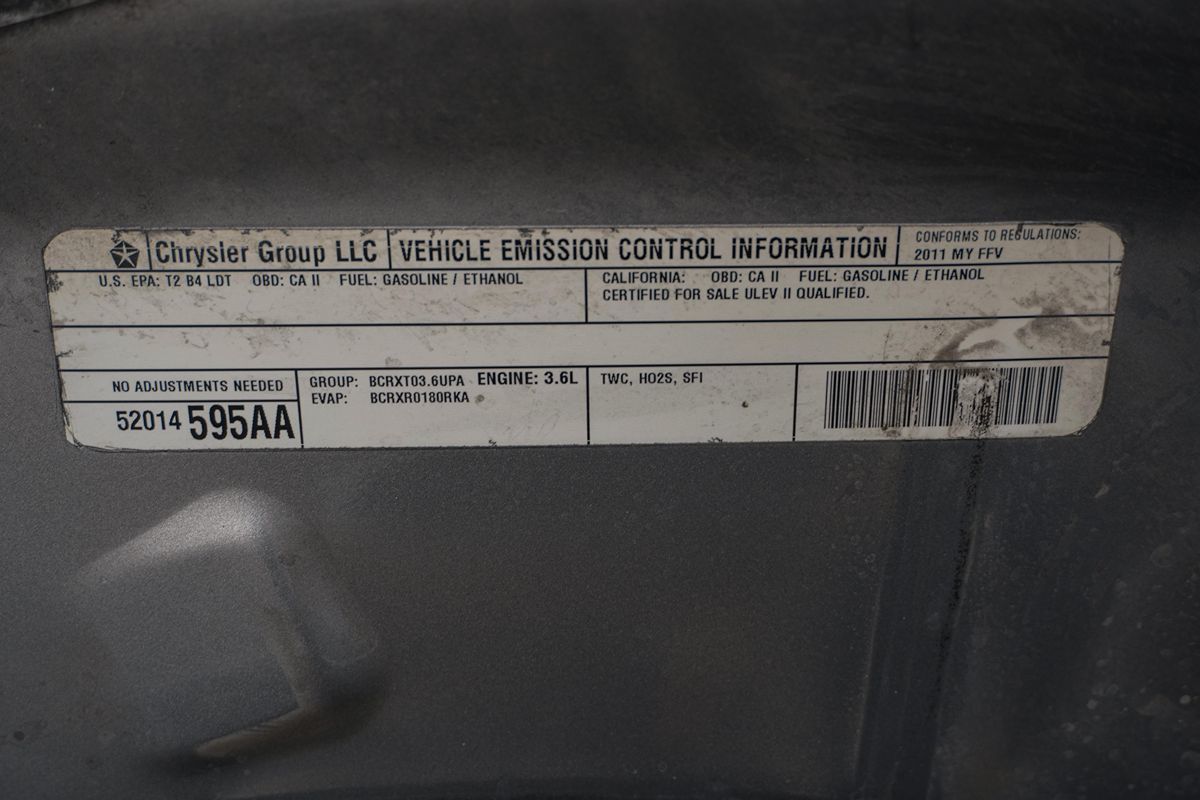 Chrysler Group LLC VEHICLE EMISSION CONTROL INFORMATION
CONFORMS TO REGULATIONS:
2011 MY FFV
U.S. EPA: T2 B4 LDT OBD: CA II FUEL: GASOLINE / ETHANOL
CALIFORNIA: OBD: CA II FUEL: GASOLINE / ETHANOL
CERTIFIED FOR SALE ULEV II QUALIFIED.
NO ADJUSTMENTS NEEDED
52014 595AA
GROUP: BCRXT03.6UPA ENGINE: 3.6L
EVAP: BCRXR0180RKA
TWC, HO2S, SFI